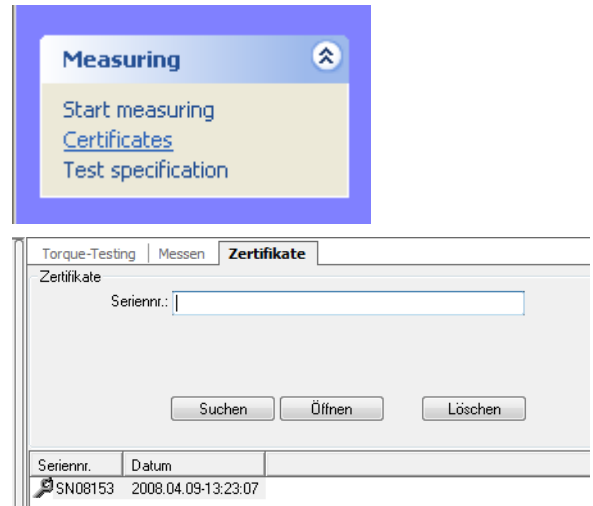 Measuring
Start measuring
Certificates
Test specification
Torque-Testing Messen Zertifikate
Zertifikate
Seriennr.:
Suchen Öffnen Löschen
Seriennr. Datum
SN08153 2008.04.09-13:23:07